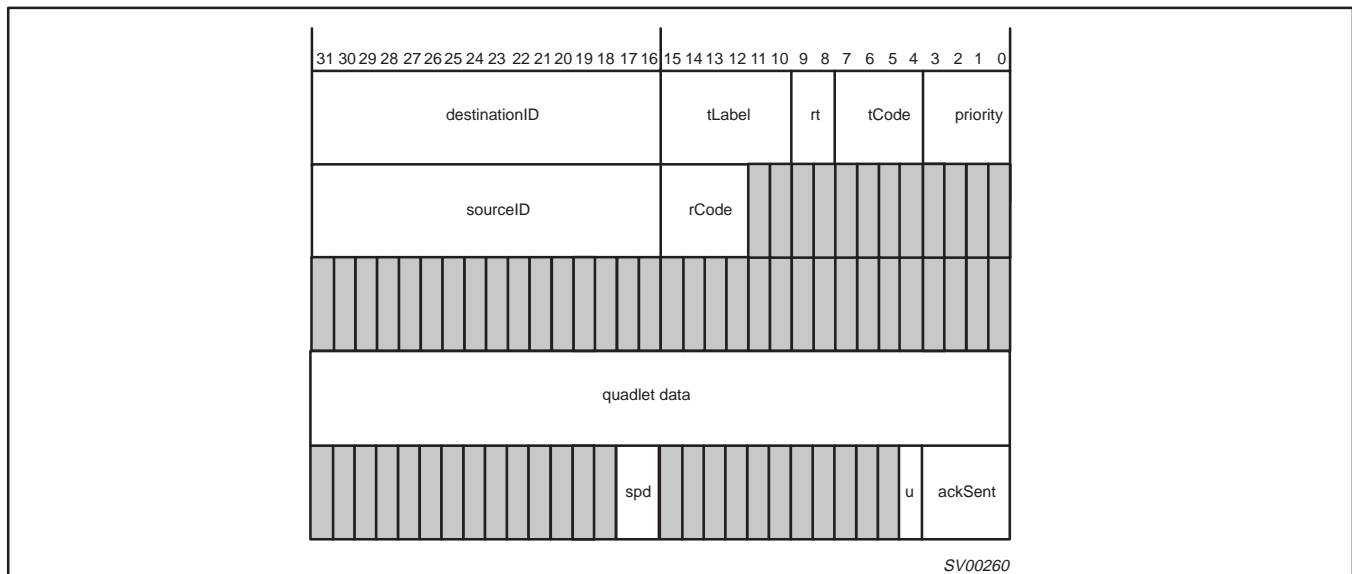 31 30 29 28 27 26 25 24 23 22 21 20 19 18 17 16 15 14 13 12 11 10 9 8 7 6 5 4 3 2 1 0
destinationID tLabel rt tCode priority
sourceID rCode
quadlet data
spd u ackSent
SV00260